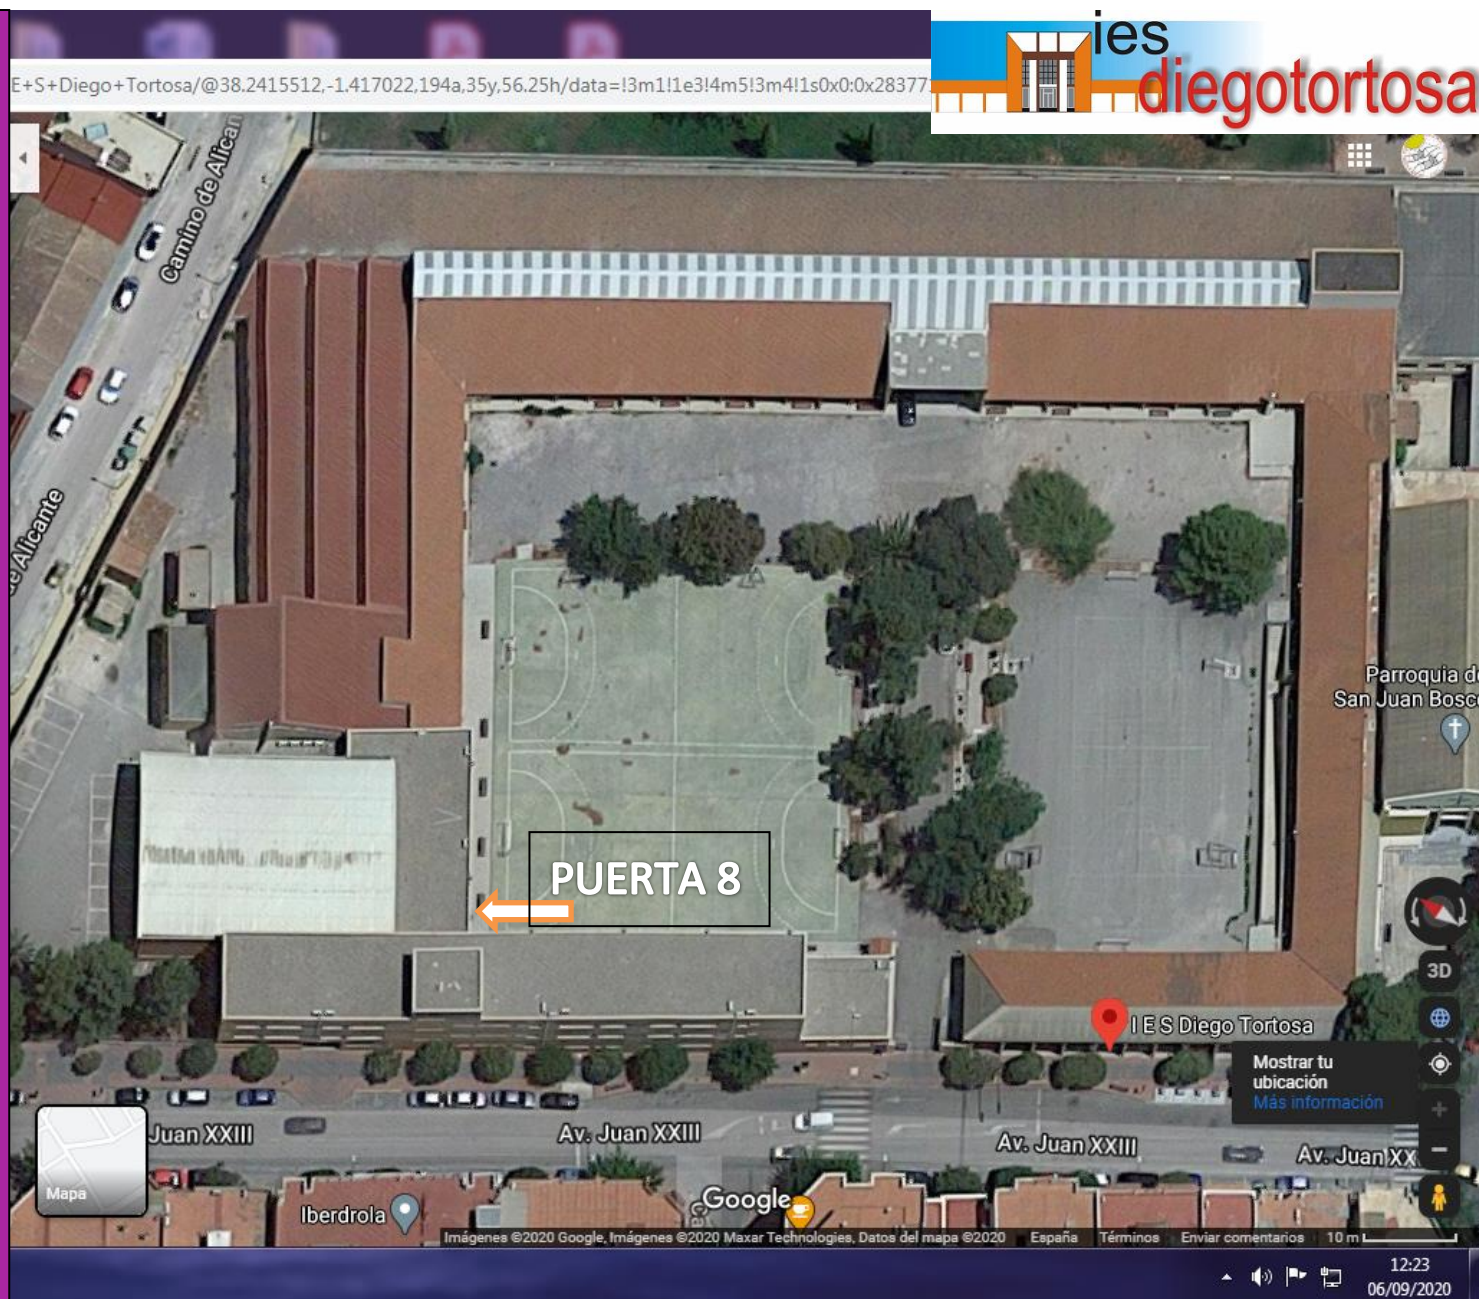 ies
diegotortosa
E+S+Diego+Tortosa/@38.2415512,-1.417022,194a,35y,56.25h/data=!3m1!1e3!4m5!3m4!1s0x0:0x28377
Camino de Alican
de Alicante
Parroquia d
San Juan Bosc
PUERTA 8
3D
I E S Diego Tortosa
Mostrar tu
ubicación
Más información
Juan XXIII
Av. Juan XXIII
Av. Juan XXIII
Av. Juan XX
Mapa
Iberdrola
Google
Imágenes ©2020 Google, Imágenes ©2020 Maxar Technologies, Datos del mapa ©2020 España Términos Enviar comentarios 10 m
12:23
06/09/2020